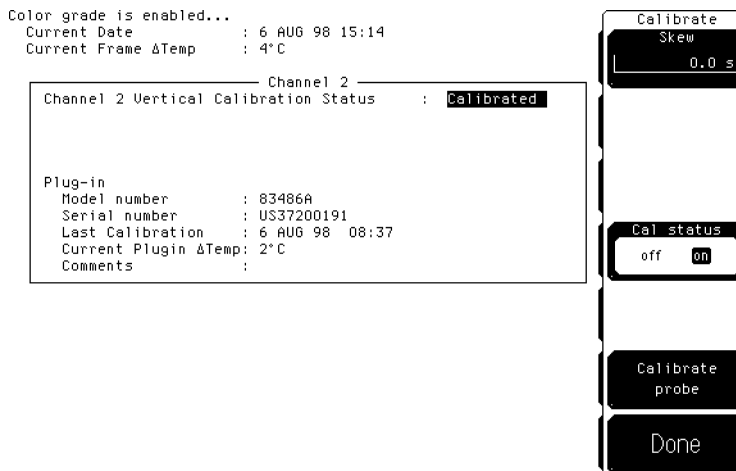 Color grade is enabled...
Current Date : 6 AUG 98 15:14
Current Frame ΔTemp : 4°C
Channel 2
Channel 2 Vertical Calibration Status : Calibrated
Plug-in
Model number : 83486A
Serial number : US37200191
Last Calibration : 6 AUG 98 08:37
Current Plugin ΔTemp: 2°C
Comments :
Calibrate
Skew
0.0 s
Cal status
off on
Calibrate
probe
Done